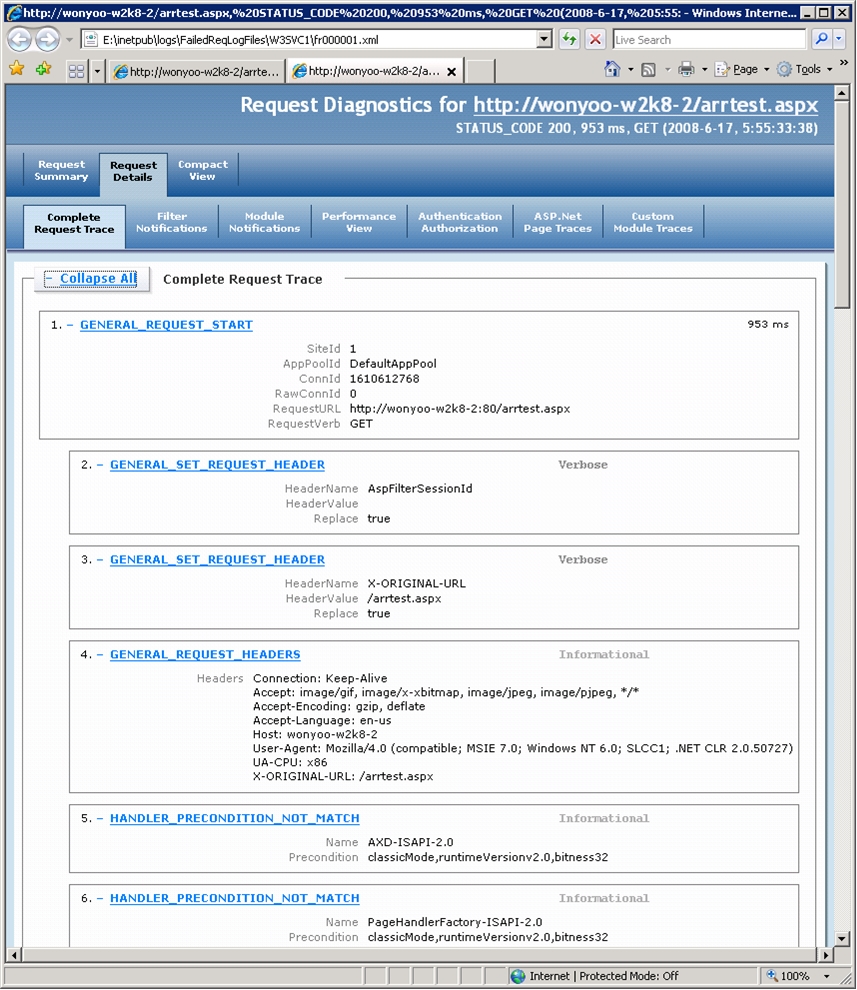 http://wonyoo-w2k8-2/arrtest.aspx,%20STATUS_CODE%20200,%20953%20ms,%20GET%20(2008-6-17,%205:55: - Windows Interne...
E:\inetpub\logs\FailedReqLogFiles\W3SVC1\fr000001.xml
Live Search
http://wonyoo-w2k8-2/arrte...
http://wonyoo-w2k8-2/a...
Page
Tools
Request Diagnostics for http://wonyoo-w2k8-2/arrtest.aspx
STATUS_CODE 200, 953 ms, GET (2008-6-17, 5:55:33:38)
Request Summary
Request Details
Compact View
Complete Request Trace
Filter Notifications
Module Notifications
Performance View
Authentication Authorization
ASP.Net Page Traces
Custom Module Traces
− Collapse All Complete Request Trace
1. − GENERAL_REQUEST_START 953 ms
SiteId 1
AppPoolId DefaultAppPool
ConnId 1610612768
RawConnId 0
RequestURL http://wonyoo-w2k8-2:80/arrtest.aspx
RequestVerb GET
2. − GENERAL_SET_REQUEST_HEADER Verbose
HeaderName AspFilterSessionId
HeaderValue
Replace true
3. − GENERAL_SET_REQUEST_HEADER Verbose
HeaderName X-ORIGINAL-URL
HeaderValue /arrtest.aspx
Replace true
4. − GENERAL_REQUEST_HEADERS Informational
Headers Connection: Keep-Alive
Accept: image/gif, image/x-xbitmap, image/jpeg, image/pjpeg, */*
Accept-Encoding: gzip, deflate
Accept-Language: en-us
Host: wonyoo-w2k8-2
User-Agent: Mozilla/4.0 (compatible; MSIE 7.0; Windows NT 6.0; SLCC1; .NET CLR 2.0.50727)
UA-CPU: x86
X-ORIGINAL-URL: /arrtest.aspx
5. − HANDLER_PRECONDITION_NOT_MATCH Informational
Name AXD-ISAPI-2.0
Precondition classicMode,runtimeVersionv2.0,bitness32
6. − HANDLER_PRECONDITION_NOT_MATCH Informational
Name PageHandlerFactory-ISAPI-2.0
Precondition classicMode,runtimeVersionv2.0,bitness32
Internet | Protected Mode: Off
100%